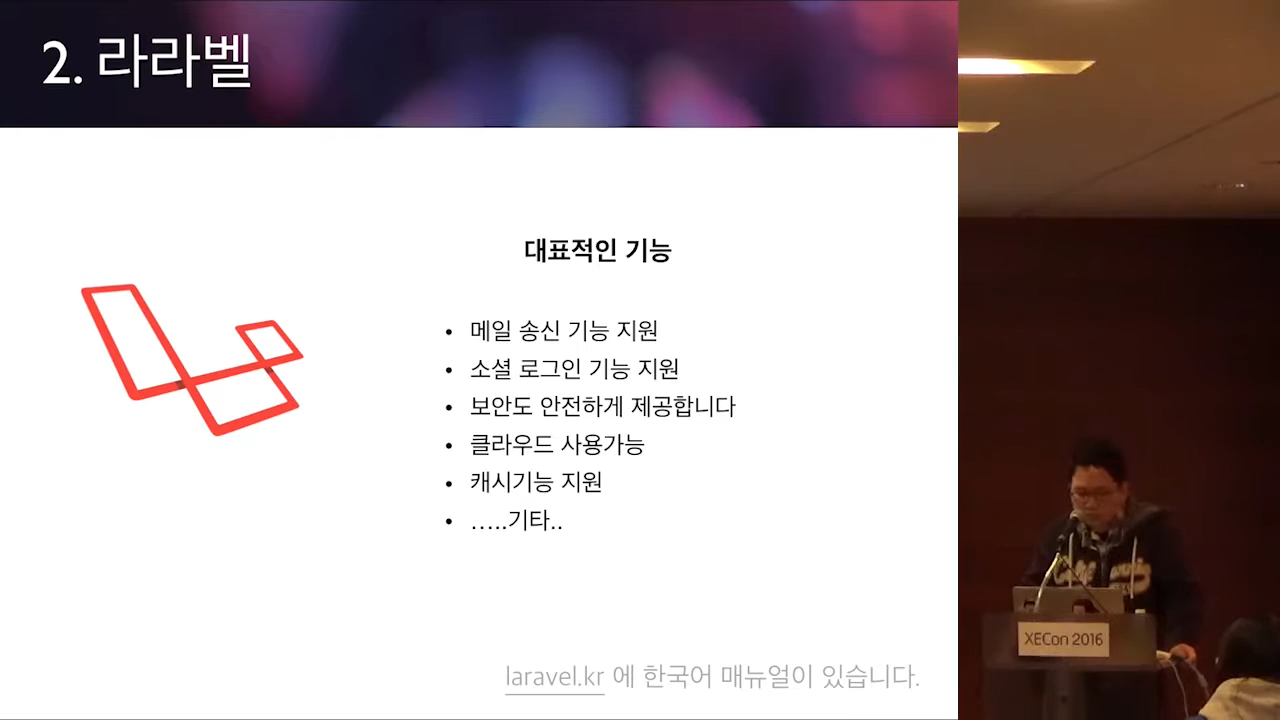 2. 라라벨
대표적인 기능
• 메일 송신 기능 지원
• 소셜 로그인 기능 지원
• 보안도 안전하게 제공합니다
• 클라우드 사용가능
• 캐시기능 지원
• …..기타..
laravel.kr 에 한국어 매뉴얼이 있습니다.
XECon 2016